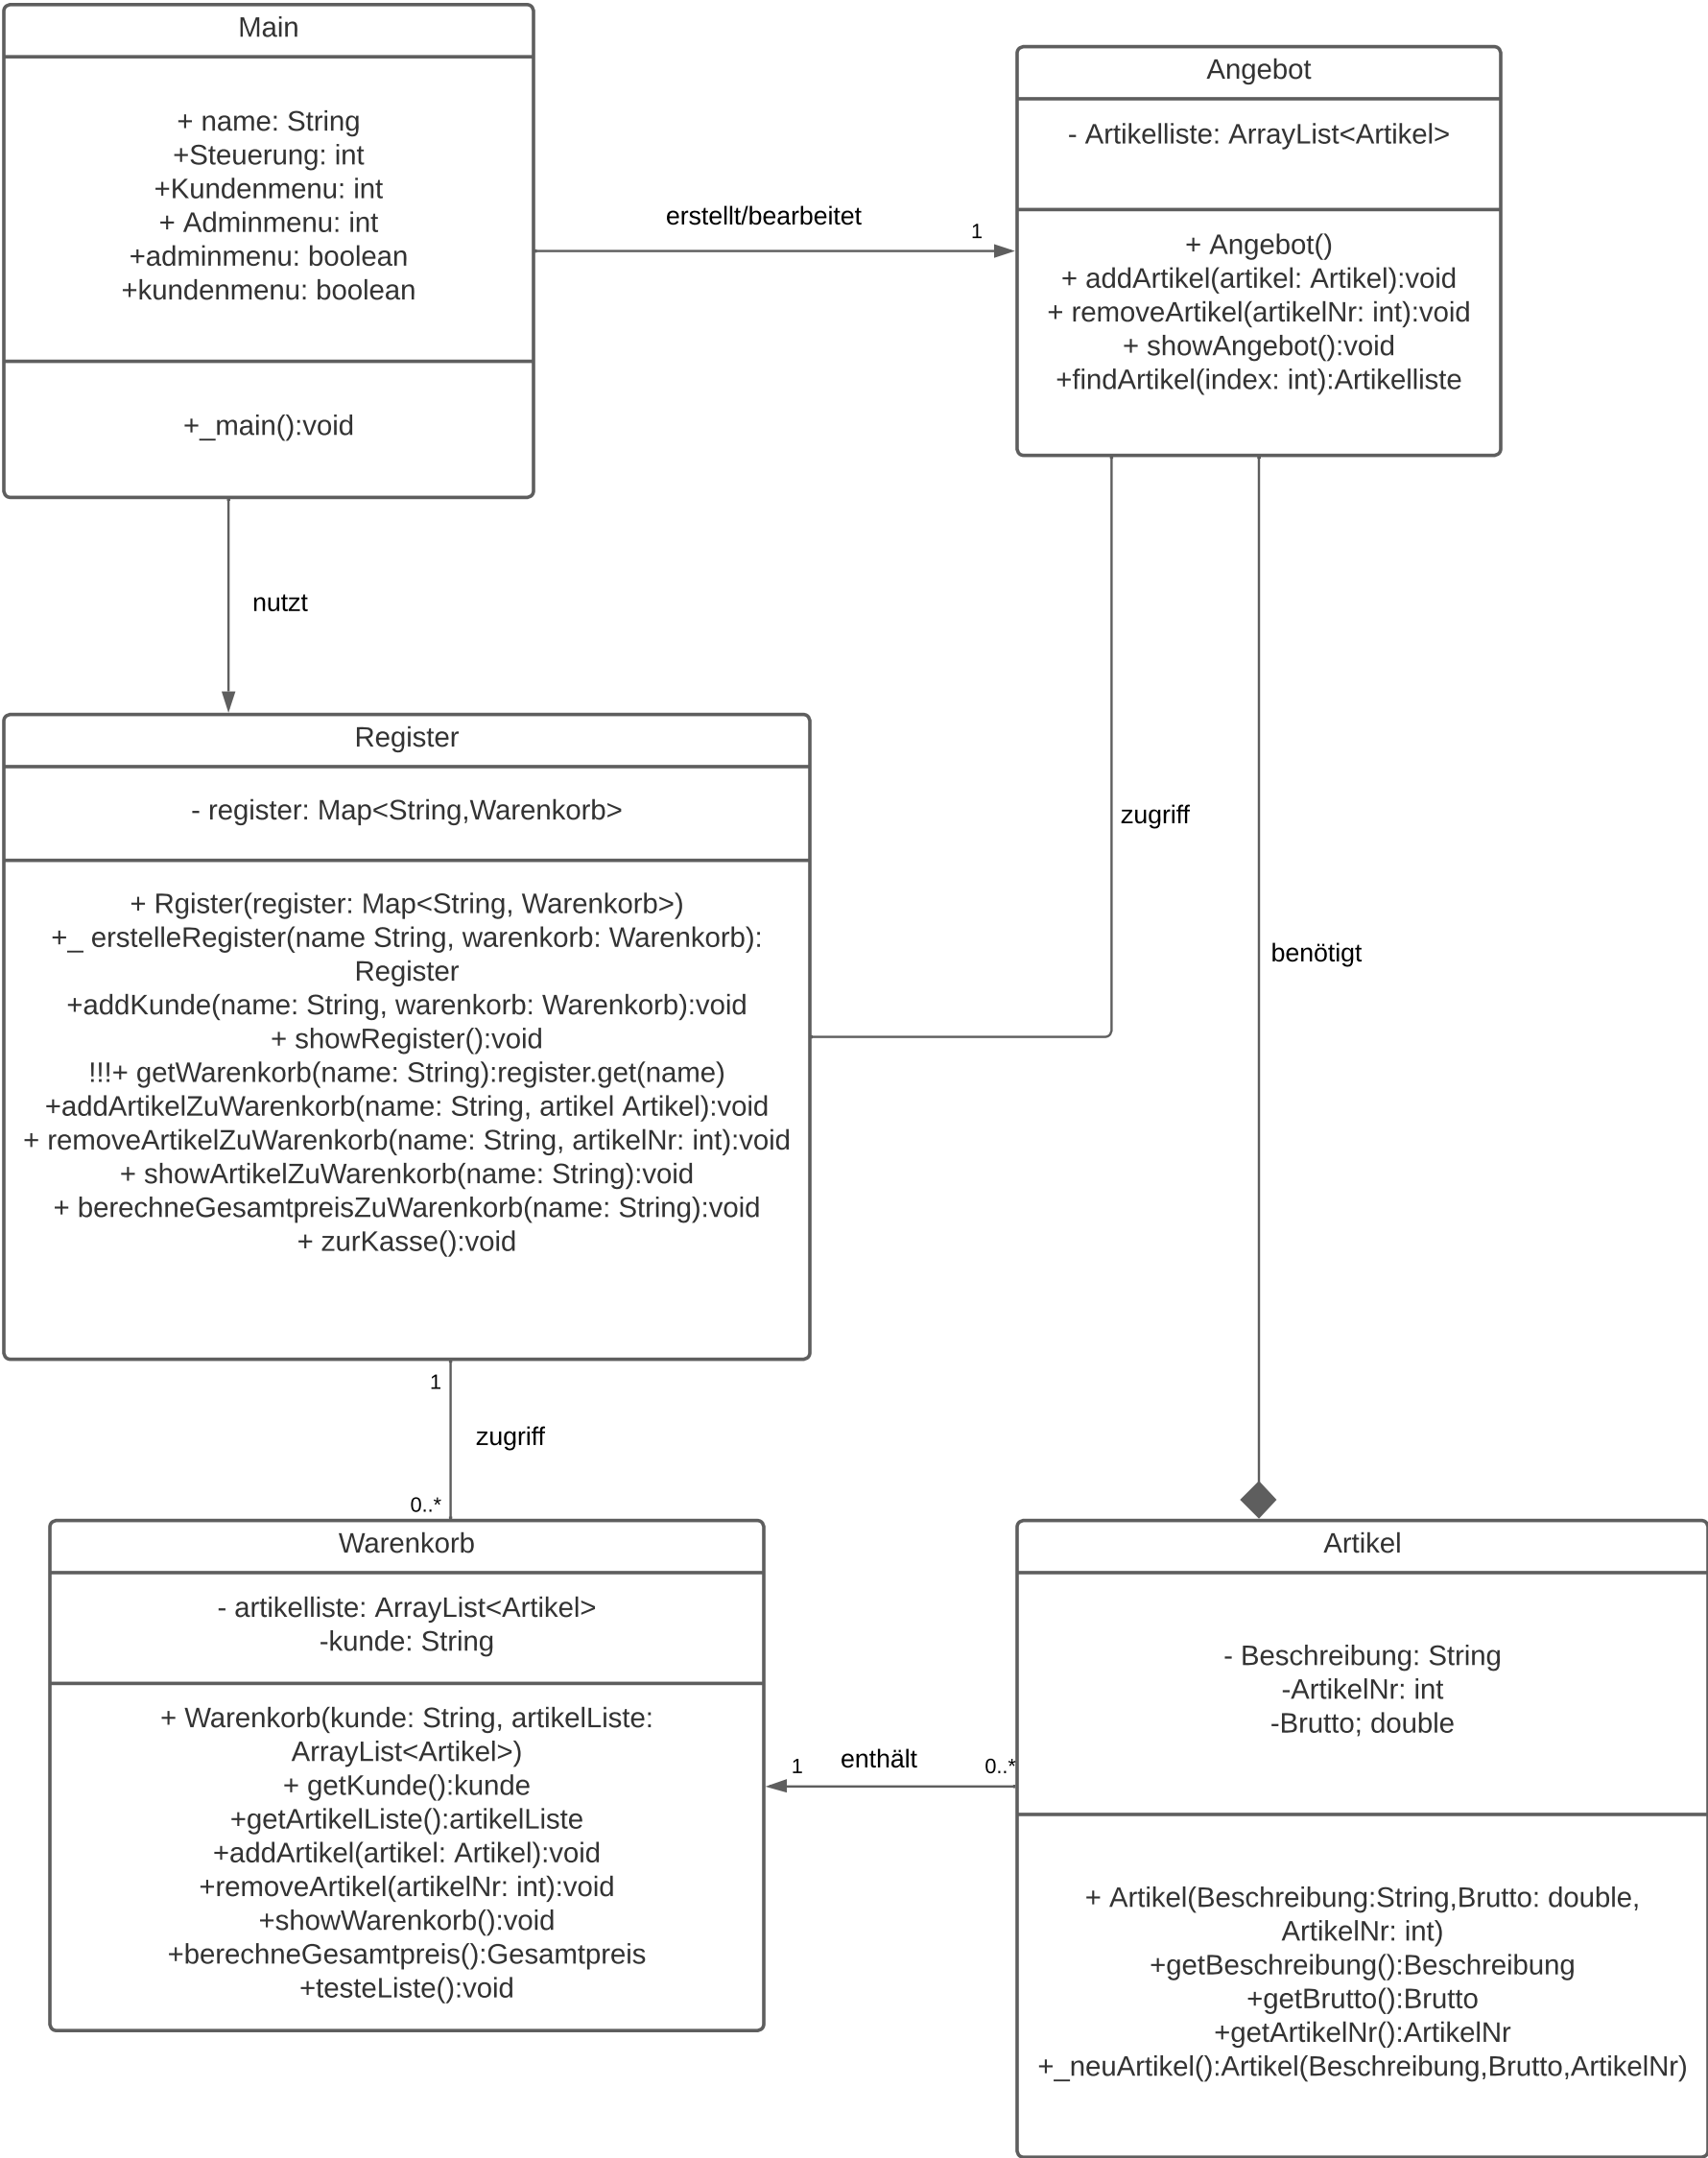 Main
+ name: String
+Steuerung: int
+Kundenmenu: int
+ Adminmenu: int
+adminmenu: boolean
+kundenmenu: boolean
+_main():void
erstellt/bearbeitet
1
Angebot
- Artikelliste: ArrayList<Artikel>
+ Angebot()
+ addArtikel(artikel: Artikel):void
+ removeArtikel(artikelNr: int):void
+ showAngebot():void
+findArtikel(index: int):Artikelliste
nutzt
zugriff
benötigt
Register
- register: Map<String,Warenkorb>
+ Rgister(register: Map<String, Warenkorb>)
+_ erstelleRegister(name String, warenkorb: Warenkorb):
Register
+addKunde(name: String, warenkorb: Warenkorb):void
+ showRegister():void
!!!+ getWarenkorb(name: String):register.get(name)
+addArtikelZuWarenkorb(name: String, artikel Artikel):void
+ removeArtikelZuWarenkorb(name: String, artikelNr: int):void
+ showArtikelZuWarenkorb(name: String):void
+ berechneGesamtpreisZuWarenkorb(name: String):void
+ zurKasse():void
1
zugriff
0..*
Warenkorb
- artikelliste: ArrayList<Artikel>
-kunde: String
+ Warenkorb(kunde: String, artikelListe:
ArrayList<Artikel>)
+ getKunde():kunde
+getArtikelListe():artikelListe
+addArtikel(artikel: Artikel):void
+removeArtikel(artikelNr: int):void
+showWarenkorb():void
+berechneGesamtpreis():Gesamtpreis
+testeListe():void
1
enthält
0..*
Artikel
- Beschreibung: String
-ArtikelNr: int
-Brutto; double
+ Artikel(Beschreibung:String,Brutto: double,
ArtikelNr: int)
+getBeschreibung():Beschreibung
+getBrutto():Brutto
+getArtikelNr():ArtikelNr
+_neuArtikel():Artikel(Beschreibung,Brutto,ArtikelNr)